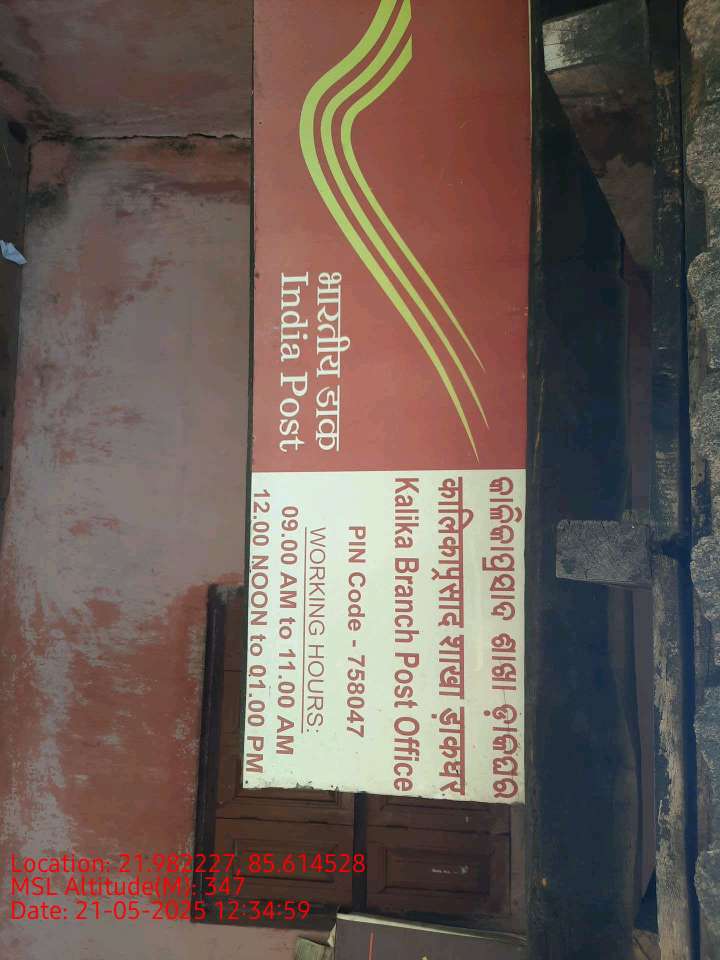 भारतीय डाक
India Post
କାଳିକାପ୍ରସାଦ ଶାଖା ଡ଼ାକଘର
कालिकाप्रसाद शाखा ड़ाकघर
Kalika Branch Post Office
PIN Code - 758047
WORKING HOURS:
09.00 AM to 11.00 AM
12.00 NOON to 01.00 PM
Location: 21.982227, 85.614528
MSL Altitude(M): 347
Date: 21-05-2025 12:34:59